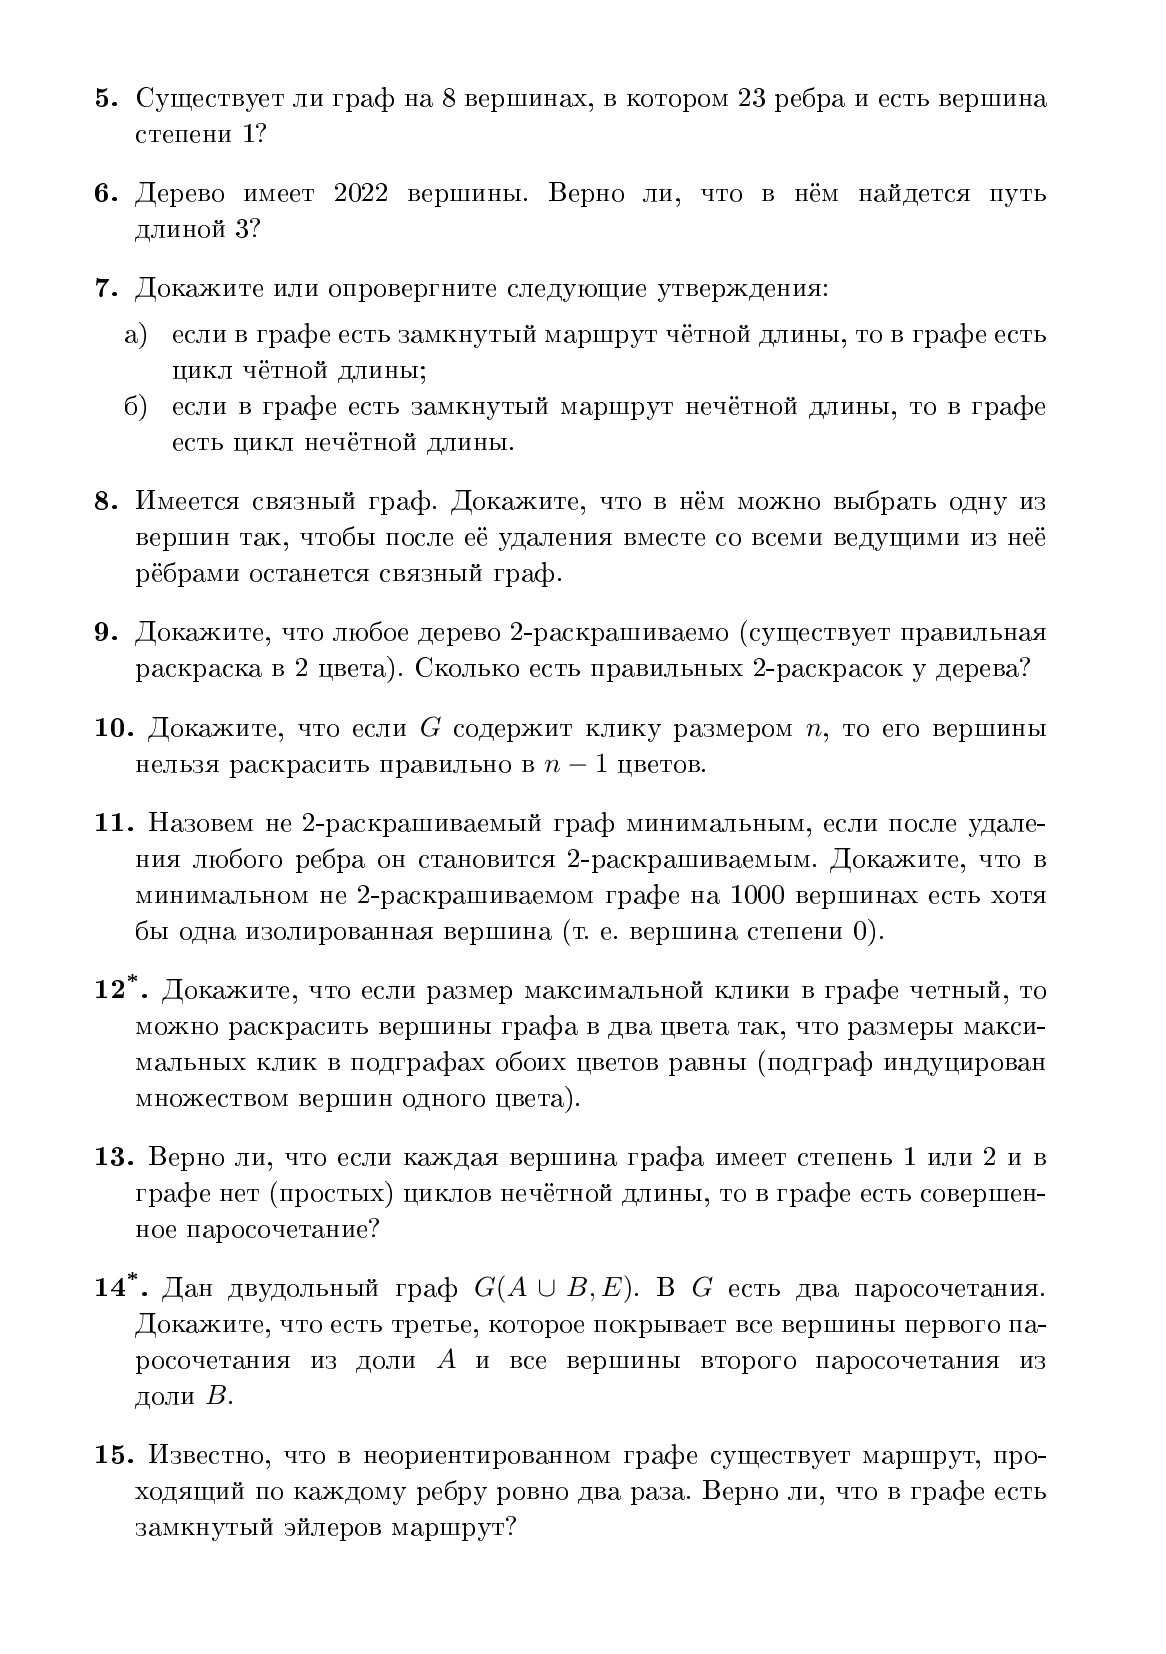 5. Существует ли граф на 8 вершинах, в котором 23 ребра и есть вершина
степени 1?
6. Дерево имеет 2022 вершины. Верно ли, что в нём найдется путь
длиной 3?
7. Докажите или опровергните следующие утверждения:
а) если в графе есть замкнутый маршрут чётной длины, то в графе есть
цикл чётной длины;
б) если в графе есть замкнутый маршрут нечётной длины, то в графе
есть цикл нечётной длины.
8. Имеется связный граф. Докажите, что в нём можно выбрать одну из
вершин так, чтобы после её удаления вместе со всеми ведущими из неё
рёбрами останется связный граф.
9. Докажите, что любое дерево 2-раскрашиваемо (существует правильная
раскраска в 2 цвета). Сколько есть правильных 2-раскрасок у дерева?
10. Докажите, что если G содержит клику размером n, то его вершины
нельзя раскрасить правильно в n − 1 цветов.
11. Назовем не 2-раскрашиваемый граф минимальным, если после удале-
ния любого ребра он становится 2-раскрашиваемым. Докажите, что в
минимальном не 2-раскрашиваемом графе на 1000 вершинах есть хотя
бы одна изолированная вершина (т. е. вершина степени 0).
12*. Докажите, что если размер максимальной клики в графе четный, то
можно раскрасить вершины графа в два цвета так, что размеры макси-
мальных клик в подграфах обоих цветов равны (подграф индуцирован
множеством вершин одного цвета).
13. Верно ли, что если каждая вершина графа имеет степень 1 или 2 и в
графе нет (простых) циклов нечётной длины, то в графе есть совершен-
ное паросочетание?
14*. Дан двудольный граф G(A ∪ B, E). В G есть два паросочетания.
Докажите, что есть третье, которое покрывает все вершины первого па-
росочетания из доли A и все вершины второго паросочетания из
доли B.
15. Известно, что в неориентированном графе существует маршрут, про-
ходящий по каждому ребру ровно два раза. Верно ли, что в графе есть
замкнутый эйлеров маршрут?